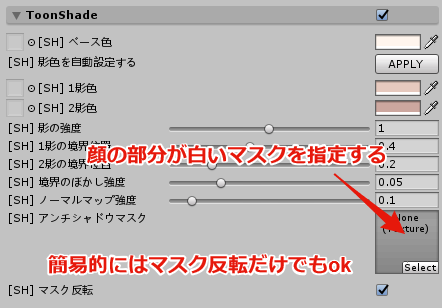 ToonShade
[SH] ベース色
[SH] 影色を自動設定する
APPLY
[SH] 1影色
[SH] 2影色
[SH] 影の強度
1
[SH] 1影の境界位置
0.4
顔の部分が白いマスクを指定する
[SH] 2影の境界位置
0.2
[SH] 境界のぼかし強度
0.05
[SH] ノーマルマップ強度
0.1
[SH] アンチシャドウマスク
None
(Texture)
Select
簡易的にはマスク反転だけでもok
[SH] マスク反転